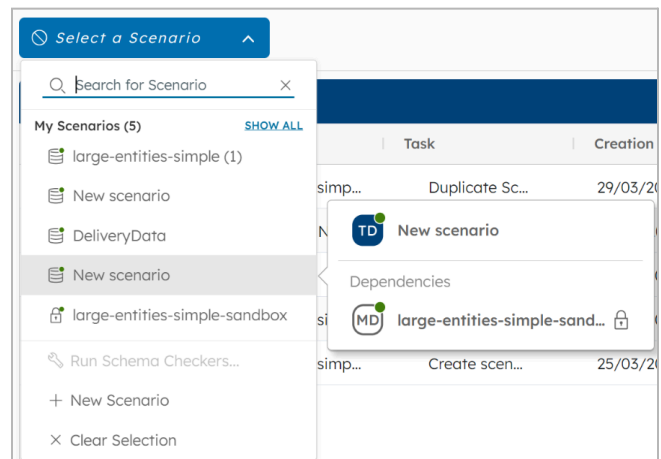 Select a Scenario
Search for Scenario
My Scenarios (5) SHOW ALL
large-entities-simple (1)
New scenario
DeliveryData
New scenario
large-entities-simple-sandbox
Run Schema Checkers...
New Scenario
Clear Selection
Task Creation
simp... Duplicate Sc... 29/03/20
N
TD New scenario
Dependencies
si
MD large-entities-simple-sand...
simp... Create scen... 25/03/20